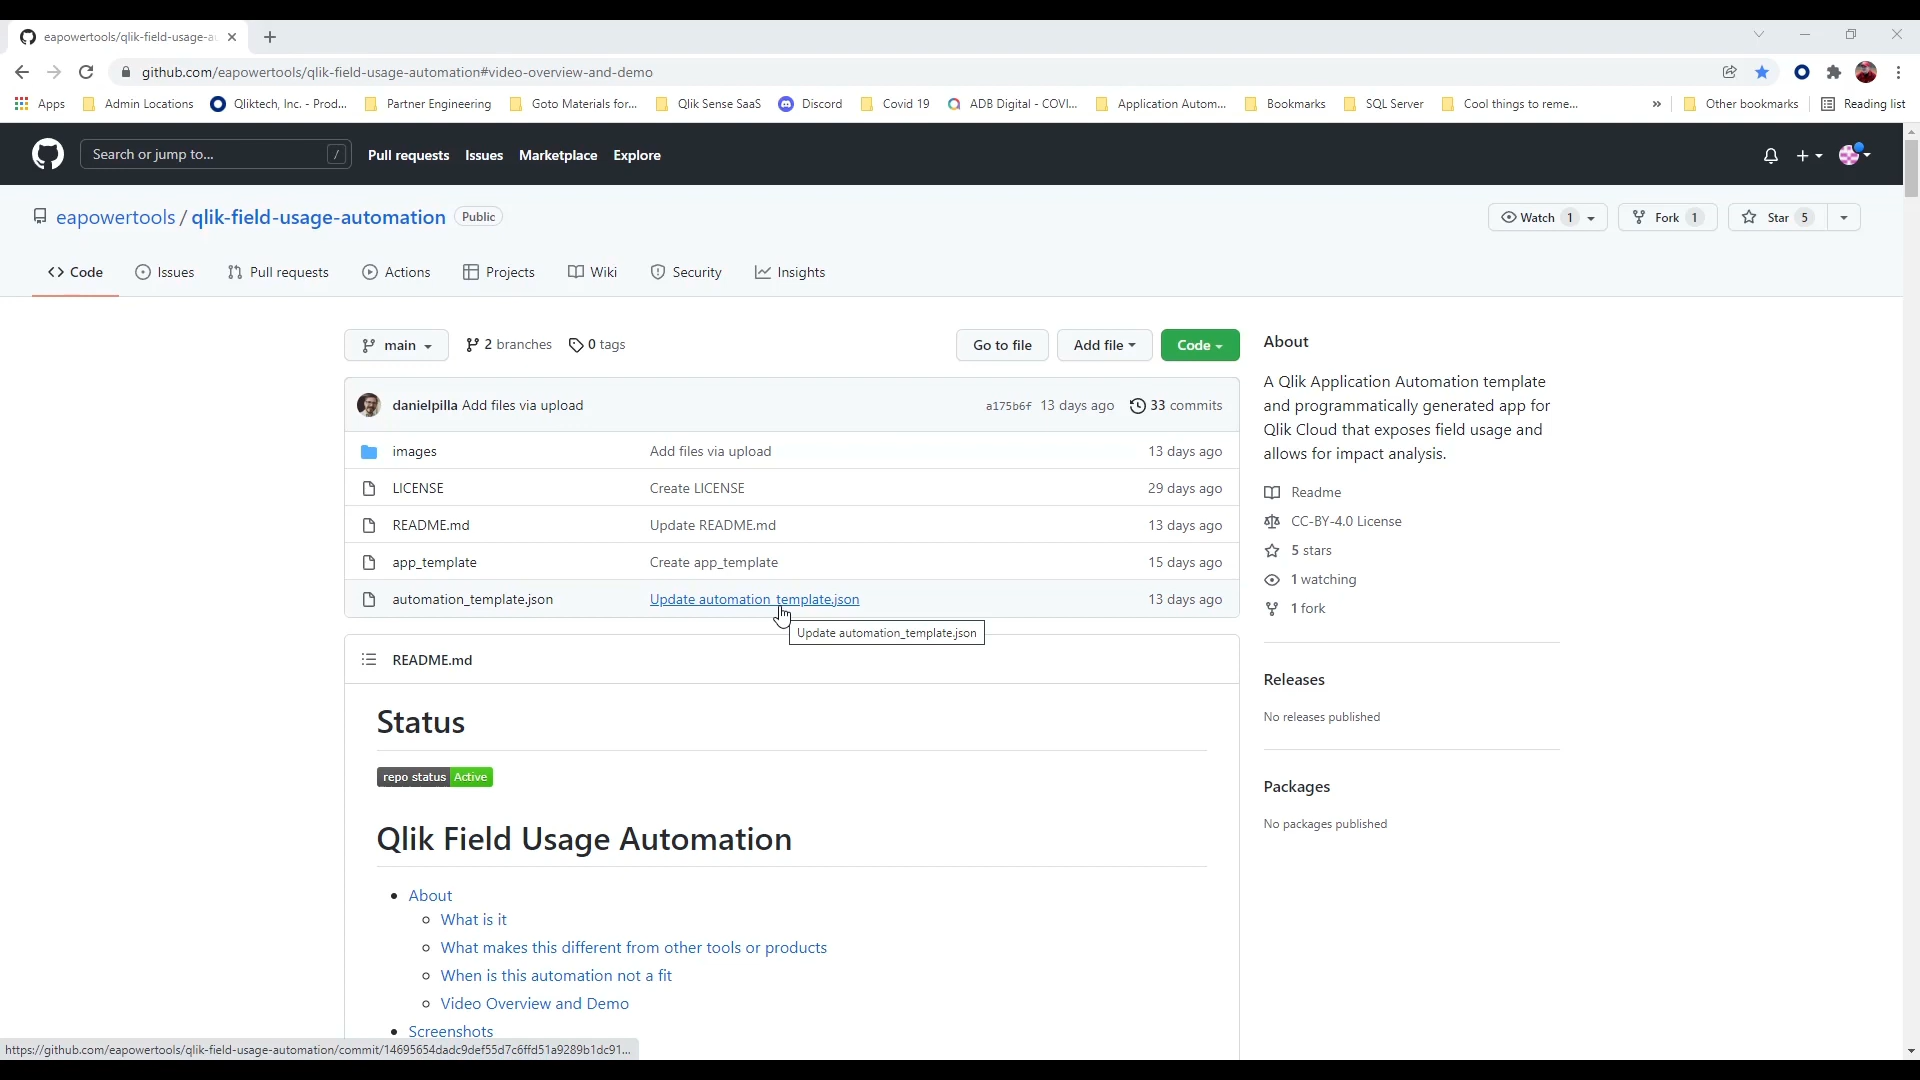 eapowertools/qlik-field-usage-au
github.com/eapowertools/qlik-field-usage-automation#video-overview-and-demo
Apps Admin Locations Qliktech, Inc. - Prod... Partner Engineering Goto Materials for... Qlik Sense SaaS Discord Covid 19 ADB Digital - COVI... Application Autom... Bookmarks SQL Server Cool things to reme... » Other bookmarks Reading list
Search or jump to... / Pull requests Issues Marketplace Explore
eapowertools / qlik-field-usage-automation Public Watch 1 Fork 1 Star 5
Code Issues Pull requests Actions Projects Wiki Security Insights
main 2 branches 0 tags Go to file Add file Code About
danielpilla Add files via upload a175b6f 13 days ago 33 commits
images Add files via upload 13 days ago
LICENSE Create LICENSE 29 days ago
README.md Update README.md 13 days ago
app_template Create app_template 15 days ago
automation_template.json Update automation_template.json 13 days ago
Update automation_template.json
A Qlik Application Automation template
and programmatically generated app for
Qlik Cloud that exposes field usage and
allows for impact analysis.
Readme
CC-BY-4.0 License
5 stars
1 watching
1 fork
Releases
No releases published
Packages
No packages published
README.md
Status
repo status Active
Qlik Field Usage Automation
• About
What is it
What makes this different from other tools or products
When is this automation not a fit
Video Overview and Demo
• Screenshots
https://github.com/eapowertools/qlik-field-usage-automation/commit/14695654dadc9def55d7c6ffd51a9289b1dc91...